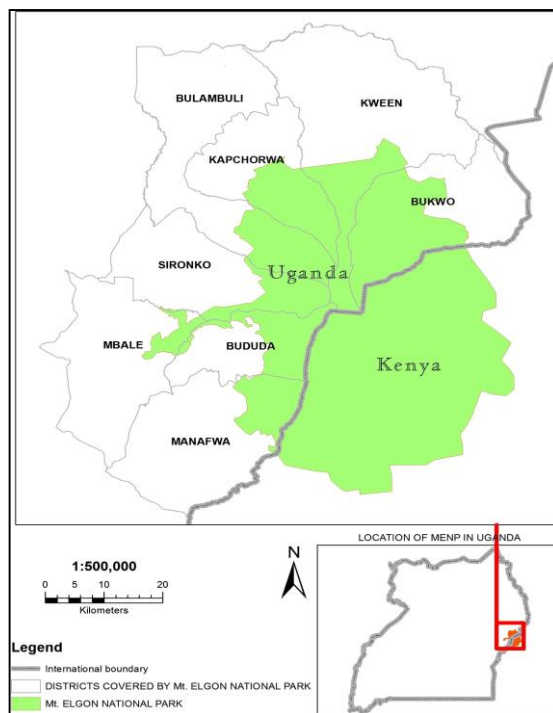 BULAMBULI
KWEEN
KAPCHORWA
BUKWO
SIRONKO
Uganda
MBALE
BUDUDA
Kenya
MANAFWA
LOCATION OF MENP IN UGANDA
N
1:500,000
0 5 10 20
Kilometers
Legend
International boundary
DISTRICTS COVERED BY Mt. ELGON NATIONAL PARK
Mt. ELGON NATIONAL PARK